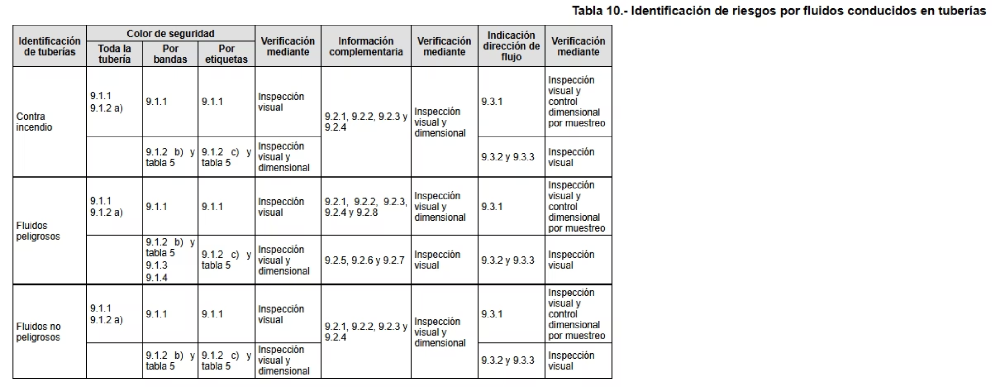 Tabla 10.- Identificación de riesgos por fluidos conducidos en tuberías
Identificación
de tuberías
Color de seguridad
Toda la
tubería
Por
bandas
Por
etiquetas
Verificación
mediante
Información
complementaria
Verificación
mediante
Indicación
dirección de
flujo
Verificación
mediante
Contra
incendio
9.1.1
9.1.2 a)
9.1.1
9.1.1
Inspección
visual
9.2.1, 9.2.2, 9.2.3 y
9.2.4
Inspección
visual y
dimensional
9.3.1
Inspección
visual y
control
dimensional
por muestreo
9.1.2 b) y
tabla 5
9.1.2 c) y
tabla 5
Inspección
visual y
dimensional
9.3.2 y 9.3.3
Inspección
visual
Fluidos
peligrosos
9.1.1
9.1.2 a)
9.1.1
9.1.1
Inspección
visual
9.2.1, 9.2.2, 9.2.3,
9.2.4 y 9.2.8
Inspección
visual y
dimensional
9.3.1
Inspección
visual y
control
dimensional
por muestreo
9.1.2 b) y
tabla 5
9.1.3
9.1.4
9.1.2 c) y
tabla 5
Inspección
visual y
dimensional
9.2.5, 9.2.6 y 9.2.7
Inspección
visual
9.3.2 y 9.3.3
Inspección
visual
Fluidos no
peligrosos
9.1.1
9.1.2 a)
9.1.1
9.1.1
Inspección
visual
9.2.1, 9.2.2, 9.2.3 y
9.2.4
Inspección
visual y
dimensional
9.3.1
Inspección
visual y
control
dimensional
por muestreo
9.1.2 b) y
tabla 5
9.1.2 c) y
tabla 5
Inspección
visual y
dimensional
9.3.2 y 9.3.3
Inspección
visual